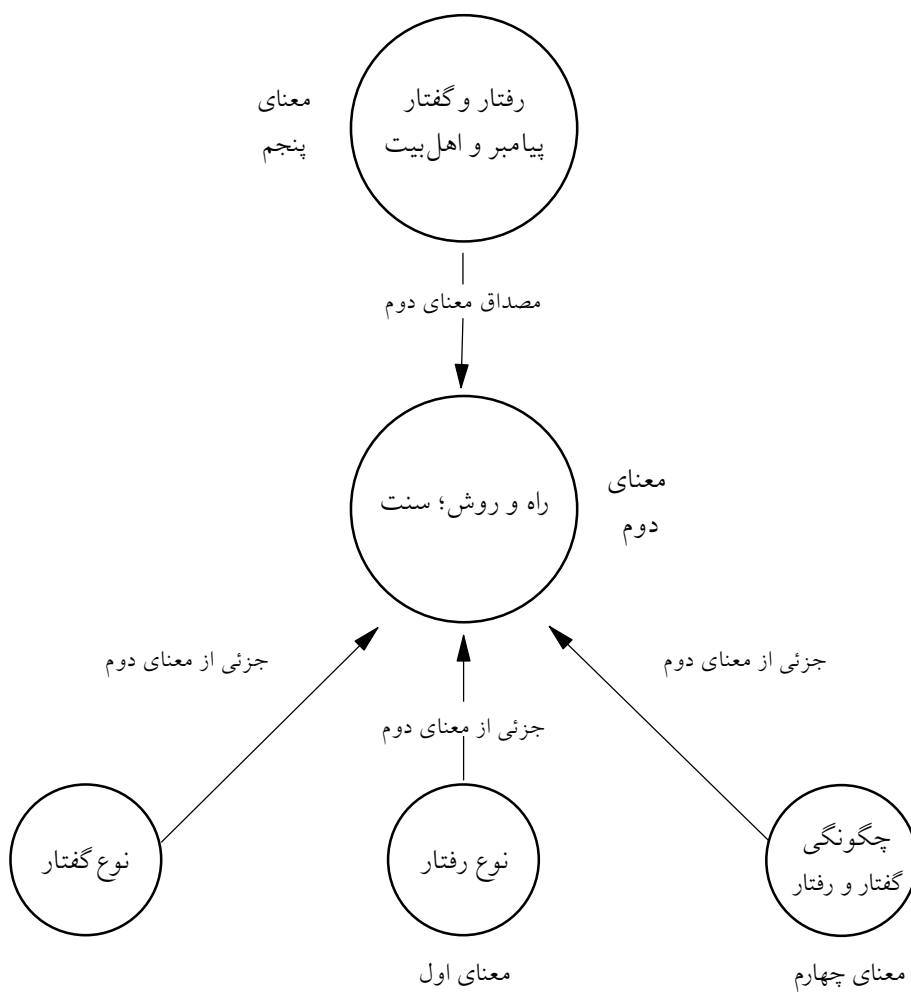 رفتار و گفتار
پیامبر و اهل‌بیت
معنای
پنجم
مصداق معنای دوم
راه و روش؛ سنت
معنای
دوم
جزئی از معنای دوم
جزئی از معنای دوم
جزئی از معنای دوم
چگونگی
گفتار و رفتار
نوع رفتار
نوع گفتار
معنای چهارم
معنای اول